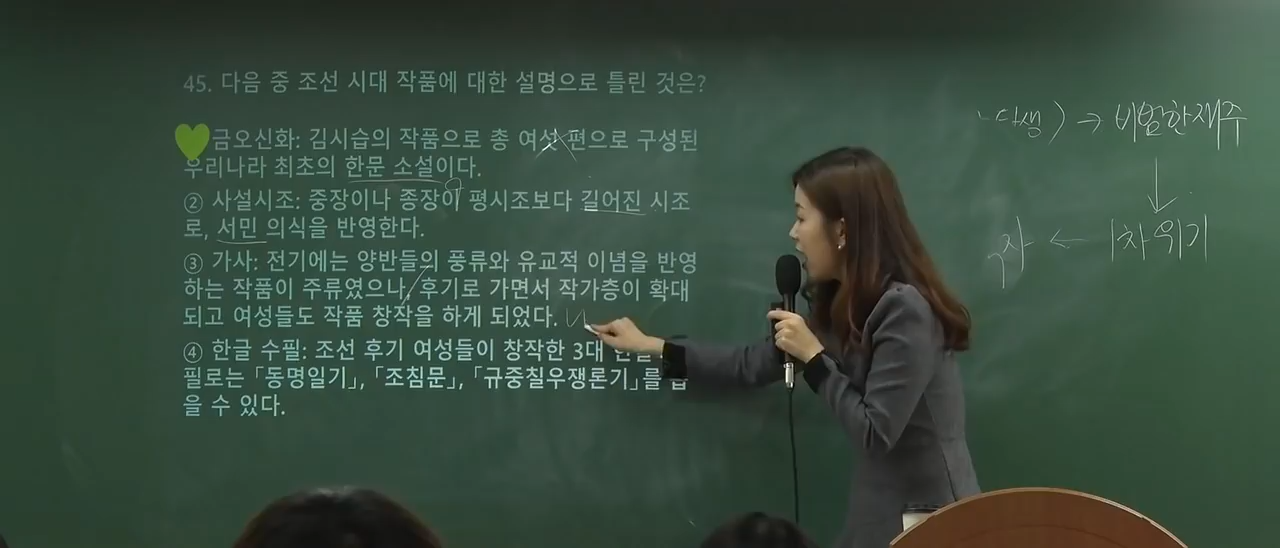 45. 다음 중 조선 시대 작품에 대한 설명으로 틀린 것은?
금오신화: 김시습의 작품으로 총 여섯 편으로 구성된
우리나라 최초의 한문 소설이다.
② 사설시조: 중장이나 종장이 평시조보다 길어진 시조
로, 서민 의식을 반영한다.
③ 가사: 전기에는 양반들의 풍류와 유교적 이념을 반영
하는 작품이 주류였으나, 후기로 가면서 작가층이 확대
되고 여성들도 작품 창작을 하게 되었다.
④ 한글 수필: 조선 후기 여성들이 창작한 3대
필로는 「동명일기」, 「조침문」, 「규중칠우쟁론기」를
을 수 있다.
→ 비범한재주
↓
← 1차위기